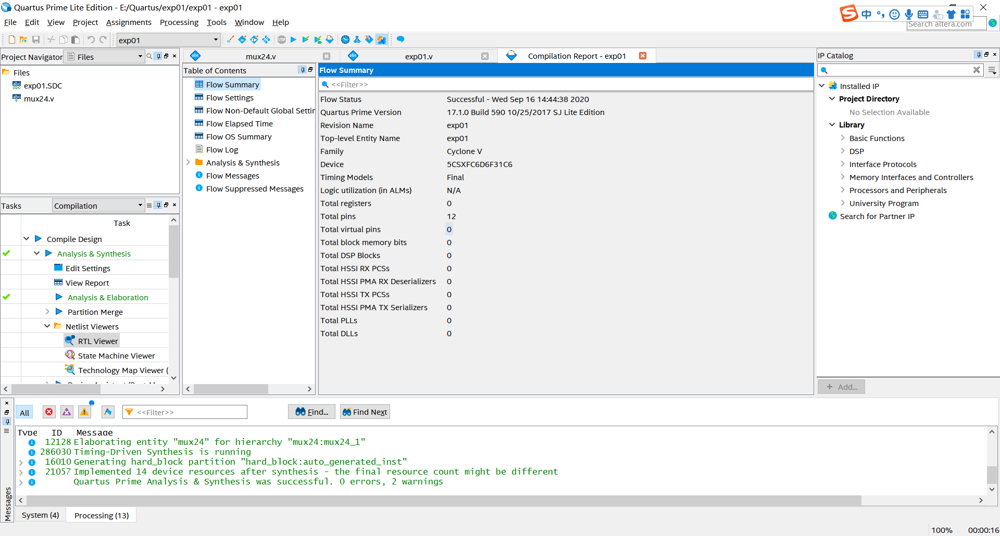 Quartus Prime Lite Edition - E:/Quartus/exp01/exp01 - exp01
File Edit View Project Assignments Processing Tools Window Help
中
Search altera.com
exp01
STOP
Project Navigator Files
Files
exp01.SDC
mux24.v
mux24.v
exp01.v
Compilation Report - exp01
Table of Contents
Flow Summary
Flow Settings
Flow Non-Default Global Settin
Flow Elapsed Time
Flow OS Summary
Flow Log
Analysis & Synthesis
Flow Messages
Flow Suppressed Messages
Flow Summary
<<Filter>>
Flow Status Successful - Wed Sep 16 14:44:38 2020
Quartus Prime Version 17.1.0 Build 590 10/25/2017 SJ Lite Edition
Revision Name exp01
Top-level Entity Name exp01
Family Cyclone V
Device 5CSXFC6D6F31C6
Timing Models Final
Logic utilization (in ALMs) N/A
Total registers 0
Total pins 12
Total virtual pins 0
Total block memory bits 0
Total DSP Blocks 0
Total HSSI RX PCSs 0
Total HSSI PMA RX Deserializers 0
Total HSSI TX PCSs 0
Total HSSI PMA TX Serializers 0
Total PLLs 0
Total DLLs 0
IP Catalog
Installed IP
Project Directory
No Selection Available
Library
Basic Functions
DSP
Interface Protocols
Memory Interfaces and Controllers
Processors and Peripherals
University Program
Search for Partner IP
+ Add...
Tasks Compilation
Task
Compile Design
Analysis & Synthesis
Edit Settings
View Report
Analysis & Elaboration
Partition Merge
Netlist Viewers
RTL Viewer
State Machine Viewer
Technology Map Viewer (
All
<<Filter>>
Find...
Find Next
Type ID Message
12128 Elaborating entity "mux24" for hierarchy "mux24:mux24_1"
286030 Timing-Driven Synthesis is running
16010 Generating hard_block partition "hard_block:auto_generated_inst"
21057 Implemented 14 device resources after synthesis - the final resource count might be different
Quartus Prime Analysis & Synthesis was successful. 0 errors, 2 warnings
Messages
System (4)
Processing (13)
100% 00:00:16